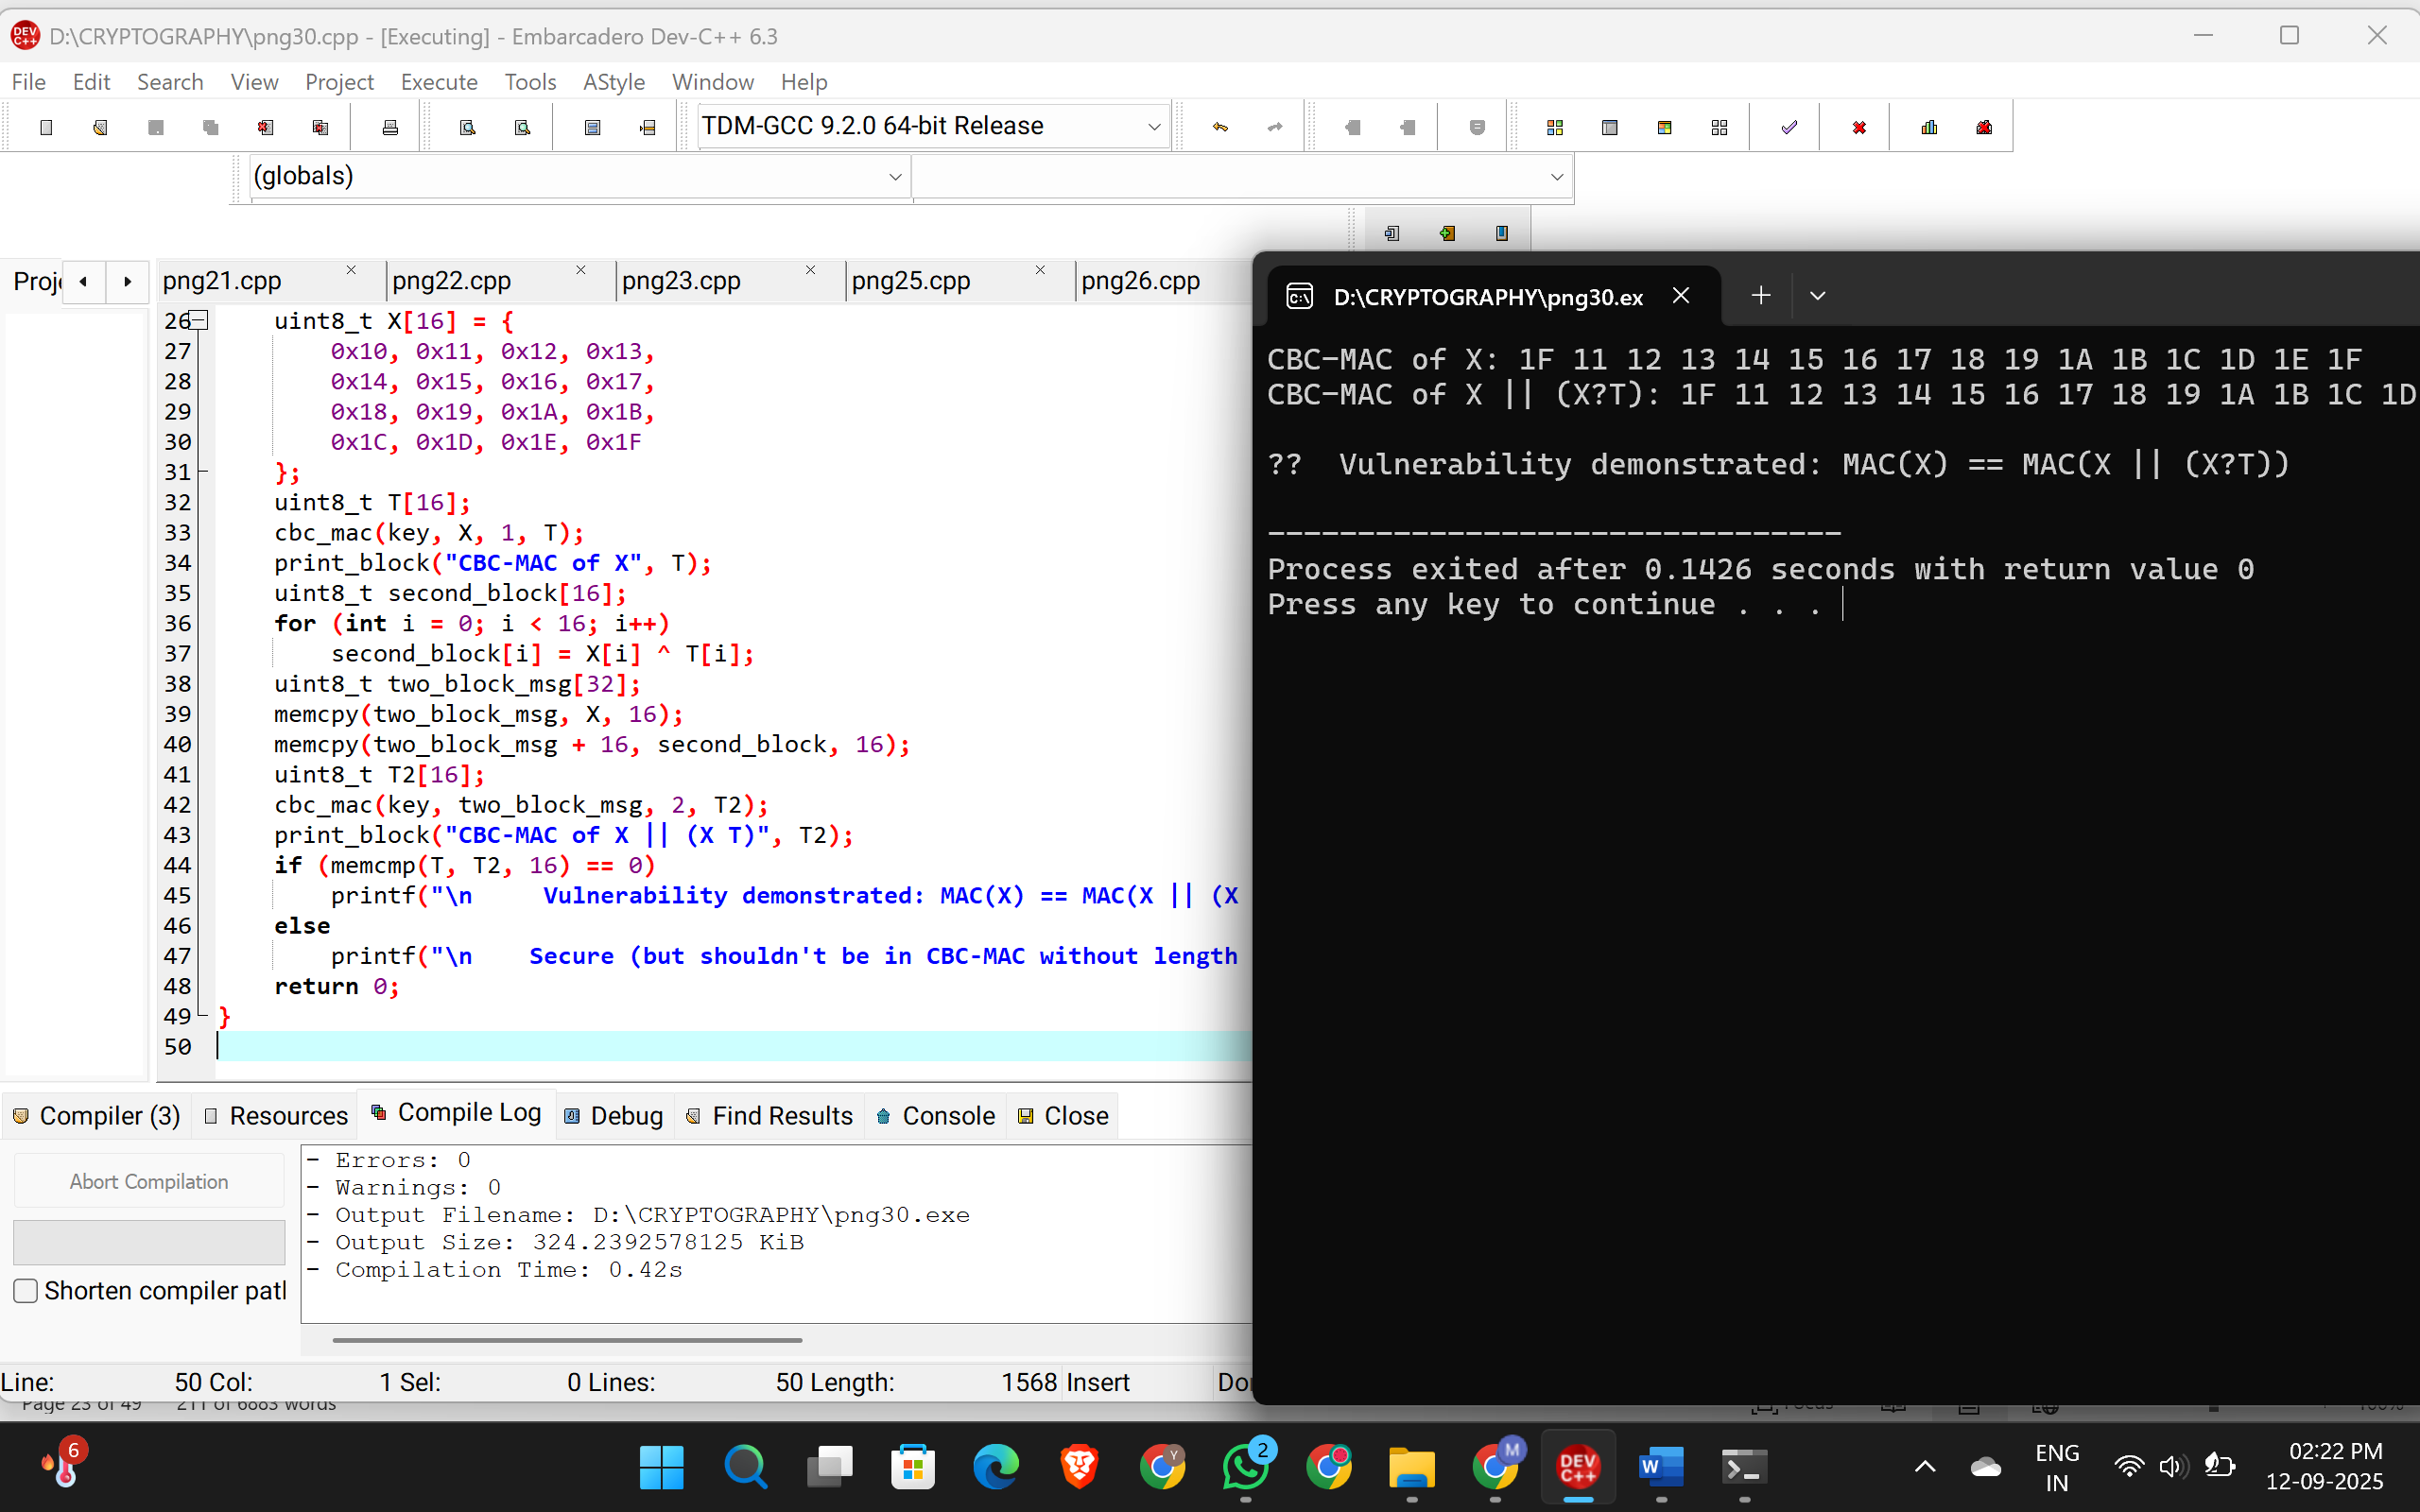 D:\CRYPTOGRAPHY\png30.cpp - [Executing] - Embarcadero Dev-C++ 6.3
File Edit Search View Project Execute Tools AStyle Window Help
TDM-GCC 9.2.0 64-bit Release
(globals)
png21.cpp png22.cpp png23.cpp png25.cpp png26.cpp
26 uint8_t X[16] = {
27 0x10, 0x11, 0x12, 0x13,
28 0x14, 0x15, 0x16, 0x17,
29 0x18, 0x19, 0x1A, 0x1B,
30 0x1C, 0x1D, 0x1E, 0x1F
31 };
32 uint8_t T[16];
33 cbc_mac(key, X, 1, T);
34 print_block("CBC-MAC of X", T);
35 uint8_t second_block[16];
36 for (int i = 0; i < 16; i++)
37 second_block[i] = X[i] ^ T[i];
38 uint8_t two_block_msg[32];
39 memcpy(two_block_msg, X, 16);
40 memcpy(two_block_msg + 16, second_block, 16);
41 uint8_t T2[16];
42 cbc_mac(key, two_block_msg, 2, T2);
43 print_block("CBC-MAC of X || (X T)", T2);
44 if (memcmp(T, T2, 16) == 0)
45 printf("\n Vulnerability demonstrated: MAC(X) == MAC(X || (X
46 else
47 printf("\n Secure (but shouldn't be in CBC-MAC without length
48 return 0;
49 }
50
D:\CRYPTOGRAPHY\png30.ex
CBC-MAC of X: 1F 11 12 13 14 15 16 17 18 19 1A 1B 1C 1D 1E 1F
CBC-MAC of X || (X?T): 1F 11 12 13 14 15 16 17 18 19 1A 1B 1C 1D
?? Vulnerability demonstrated: MAC(X) == MAC(X || (X?T))
--------------------------------
Process exited after 0.1426 seconds with return value 0
Press any key to continue . . .
Compiler (3) Resources Compile Log Debug Find Results Console Close
Abort Compilation
Shorten compiler
- Errors: 0
- Warnings: 0
- Output Filename: D:\CRYPTOGRAPHY\png30.exe
- Output Size: 324.2392578125 KiB
- Compilation Time: 0.42s
Line: 50 Col: 1 Sel: 0 Lines: 50 Length: 1568 Insert
Page 23 of 49 211 of 6883 words
6
DEV C++
2
ENG
IN
02:22 PM
12-09-2025